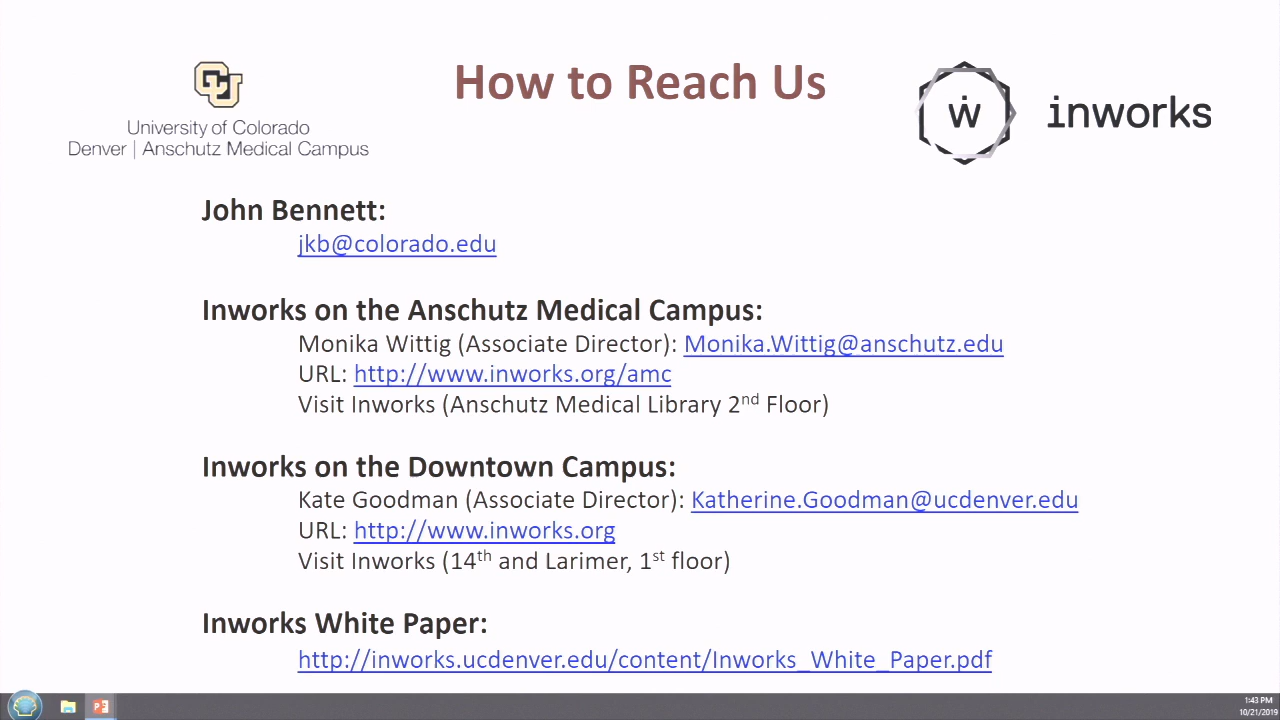 How to Reach Us
CU
University of Colorado
Denver | Anschutz Medical Campus
ẇ inworks
John Bennett:
jkb@colorado.edu
Inworks on the Anschutz Medical Campus:
Monika Wittig (Associate Director): Monika.Wittig@anschutz.edu
URL: http://www.inworks.org/amc
Visit Inworks (Anschutz Medical Library 2nd Floor)
Inworks on the Downtown Campus:
Kate Goodman (Associate Director): Katherine.Goodman@ucdenver.edu
URL: http://www.inworks.org
Visit Inworks (14th and Larimer, 1st floor)
Inworks White Paper:
http://inworks.ucdenver.edu/content/Inworks_White_Paper.pdf
1:43 PM
10/21/2019